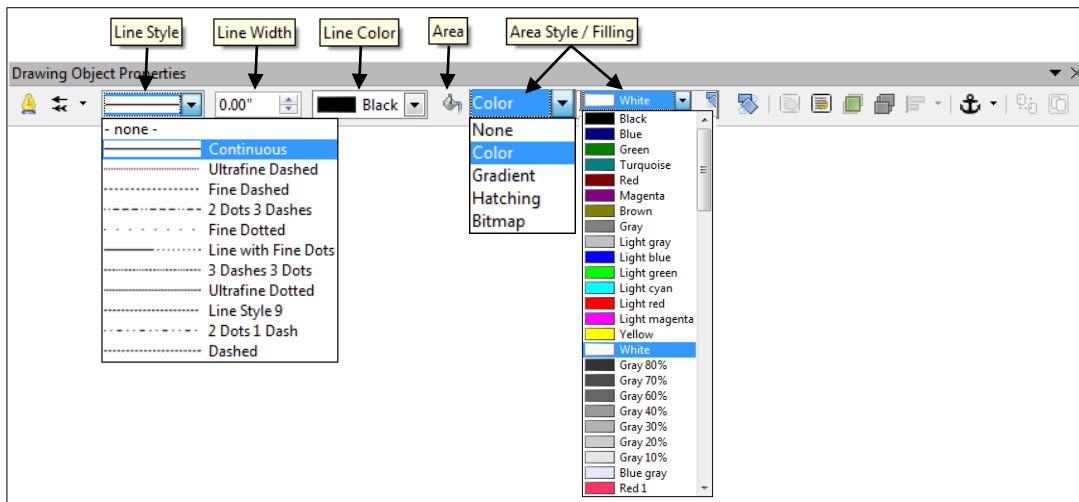 Line Style Line Width Line Color Area Area Style / Filling
Drawing Object Properties
0.00" Black Color White
- none -
Continuous
Ultrafine Dashed
Fine Dashed
2 Dots 3 Dashes
Fine Dotted
Line with Fine Dots
3 Dashes 3 Dots
Ultrafine Dotted
Line Style 9
2 Dots 1 Dash
Dashed
None
Color
Gradient
Hatching
Bitmap
Black
Blue
Green
Turquoise
Red
Magenta
Brown
Gray
Light gray
Light blue
Light green
Light cyan
Light red
Light magenta
Yellow
White
Gray 80%
Gray 70%
Gray 60%
Gray 40%
Gray 30%
Gray 20%
Gray 10%
Blue gray
Red 1